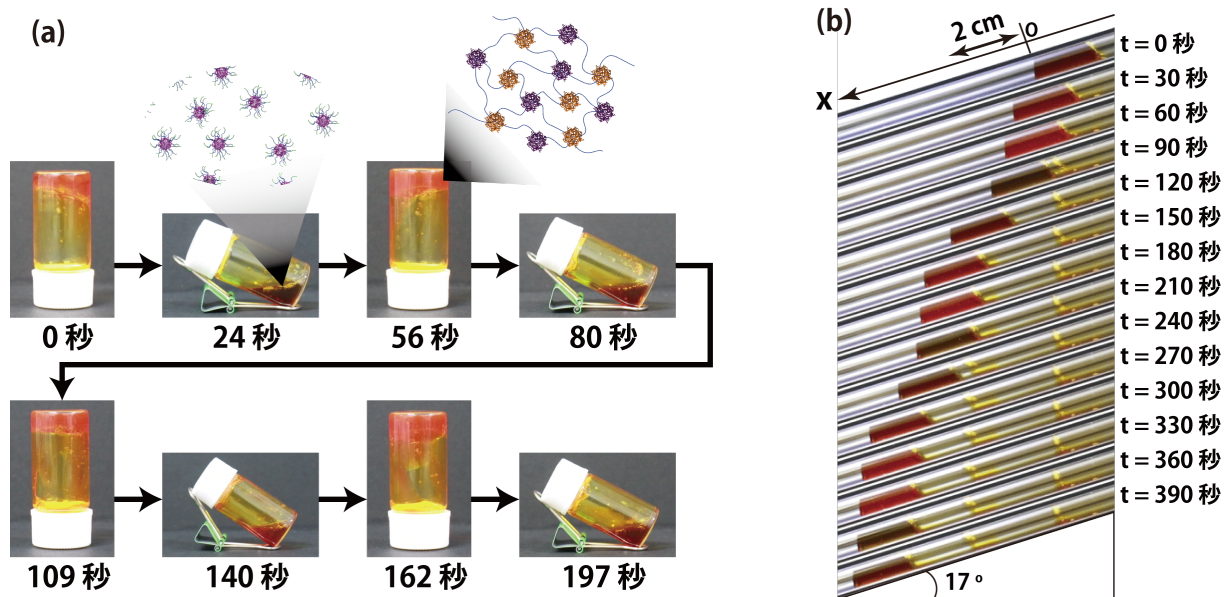 (a)
0 秒
24 秒
56 秒
80 秒
109 秒
140 秒
162 秒
197 秒
(b)
2 cm
O
X
t = 0 秒
t = 30 秒
t = 60 秒
t = 90 秒
t = 120 秒
t = 150 秒
t = 180 秒
t = 210 秒
t = 240 秒
t = 270 秒
t = 300 秒
t = 330 秒
t = 360 秒
t = 390 秒
17 °